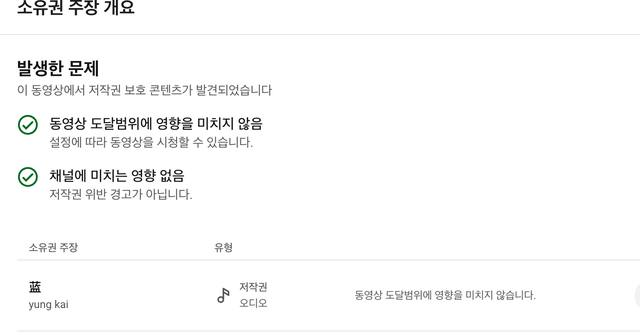 소유권 주장 개요
발생한 문제
이 동영상에서 저작권 보호 콘텐츠가 발견되었습니다
동영상 도달범위에 영향을 미치지 않음
설정에 따라 동영상을 시청할 수 있습니다.
채널에 미치는 영향 없음
저작권 위반 경고가 아닙니다.
소유권 주장 유형
蓝 저작권
yung kai 오디오 동영상 도달범위에 영향을 미치지 않습니다.